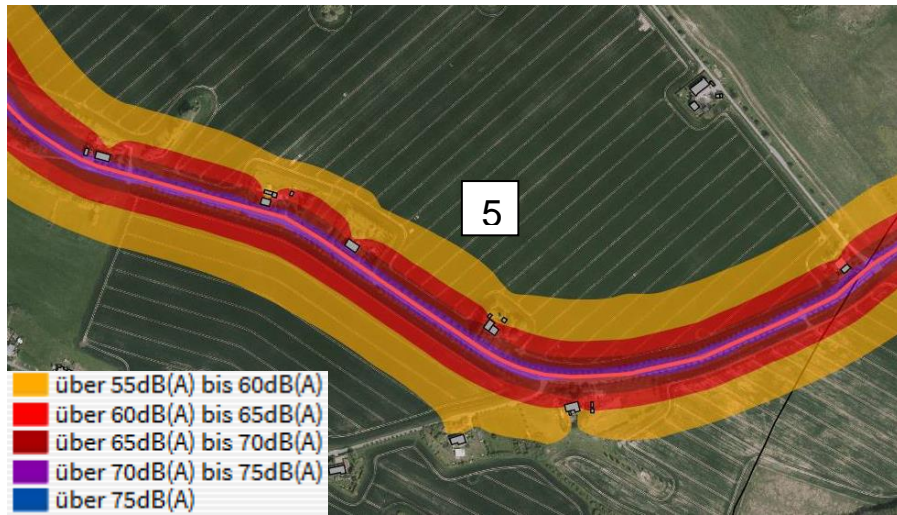 5
über 55dB(A) bis 60dB(A)
über 60dB(A) bis 65dB(A)
über 65dB(A) bis 70dB(A)
über 70dB(A) bis 75dB(A)
über 75dB(A)